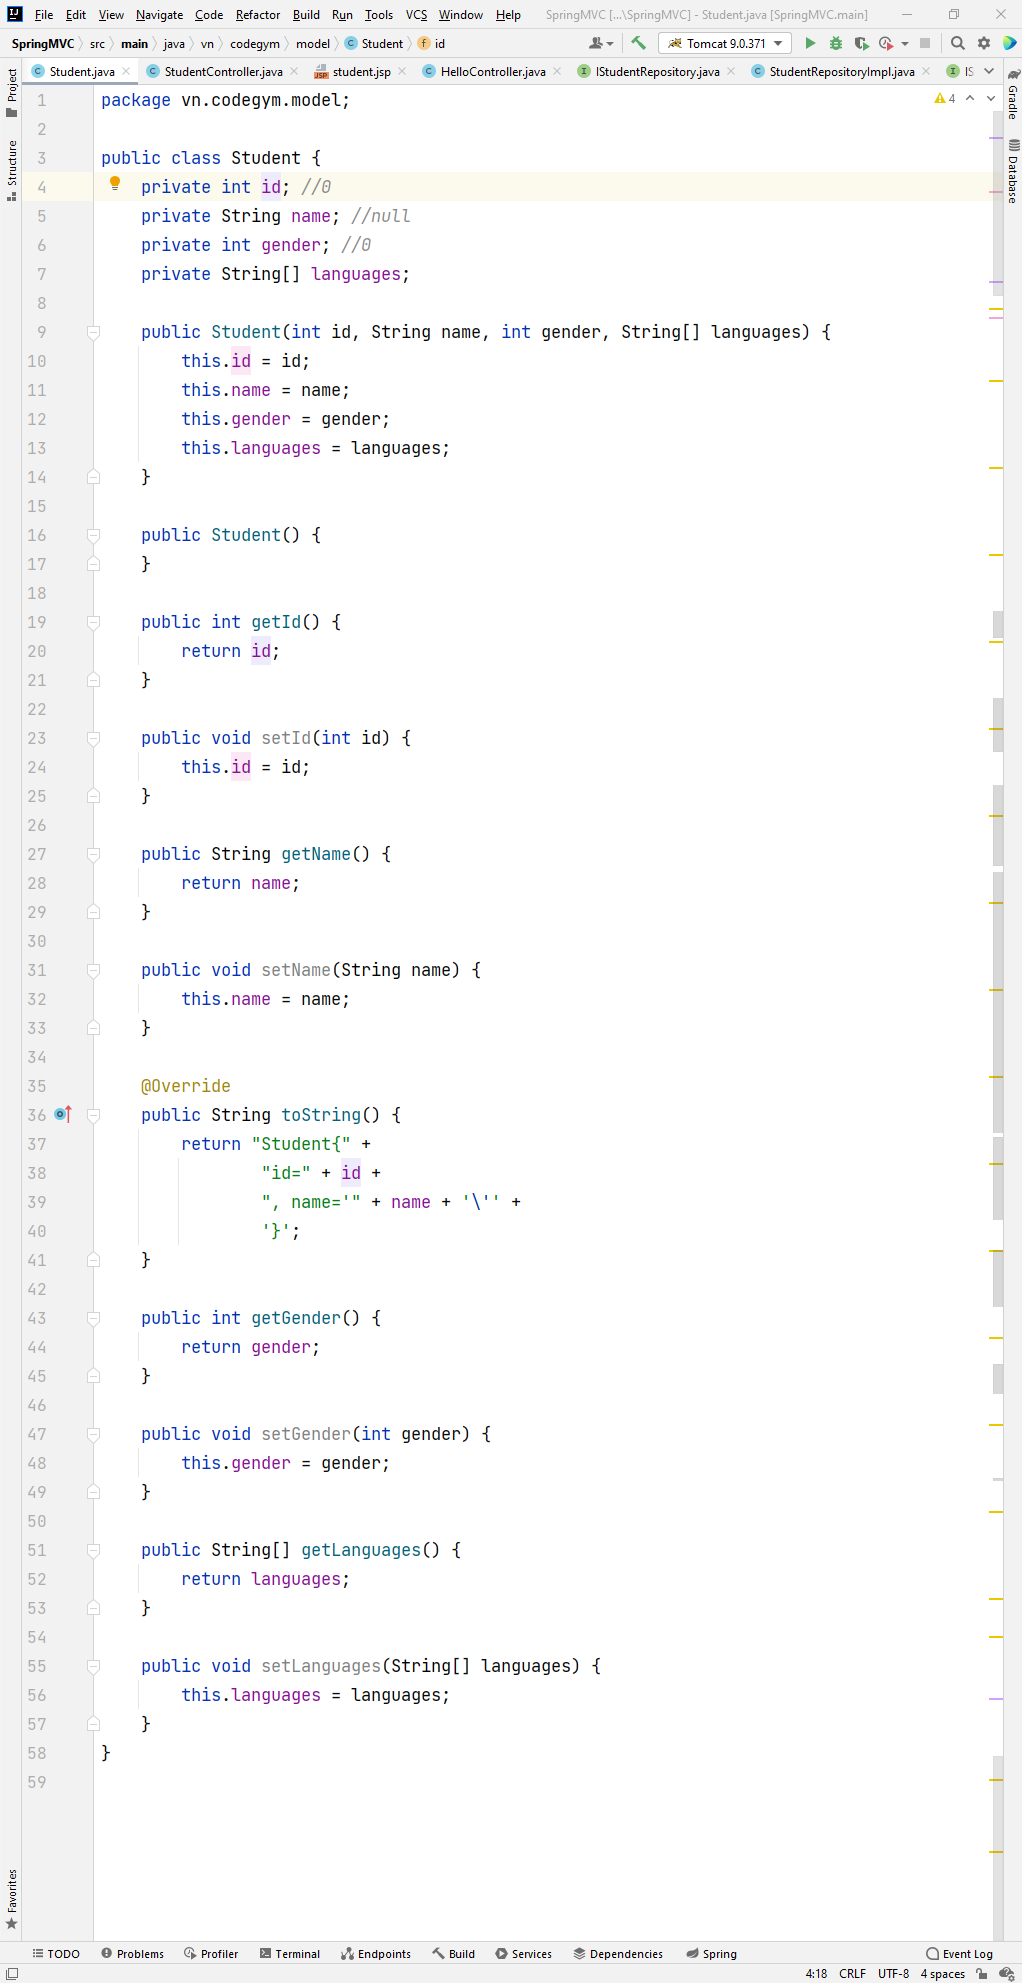 File Edit View Navigate Code Refactor Build Run Tools VCS Window Help SpringMVC [...\SpringMVC] - Student.java [SpringMVC.main]
SpringMVC src main java vn codegym model Student id Tomcat 9.0.371
Student.java StudentController.java student.jsp HelloController.java IStudentRepository.java StudentRepositoryImpl.java IS
Project
Structure
Favorites
Gradle
Database
4
1 package vn.codegym.model;
2
3 public class Student {
4     private int id; //0
5     private String name; //null
6     private int gender; //0
7     private String[] languages;
8
9     public Student(int id, String name, int gender, String[] languages) {
10         this.id = id;
11         this.name = name;
12         this.gender = gender;
13         this.languages = languages;
14     }
15
16     public Student() {
17     }
18
19     public int getId() {
20         return id;
21     }
22
23     public void setId(int id) {
24         this.id = id;
25     }
26
27     public String getName() {
28         return name;
29     }
30
31     public void setName(String name) {
32         this.name = name;
33     }
34
35     @Override
36     public String toString() {
37         return "Student{" +
38                 "id=" + id +
39                 ", name='" + name + '\'' +
40                 '}';
41     }
42
43     public int getGender() {
44         return gender;
45     }
46
47     public void setGender(int gender) {
48         this.gender = gender;
49     }
50
51     public String[] getLanguages() {
52         return languages;
53     }
54
55     public void setLanguages(String[] languages) {
56         this.languages = languages;
57     }
58 }
59
TODO Problems Profiler Terminal Endpoints Build Services Dependencies Spring Event Log
4:18 CRLF UTF-8 4 spaces